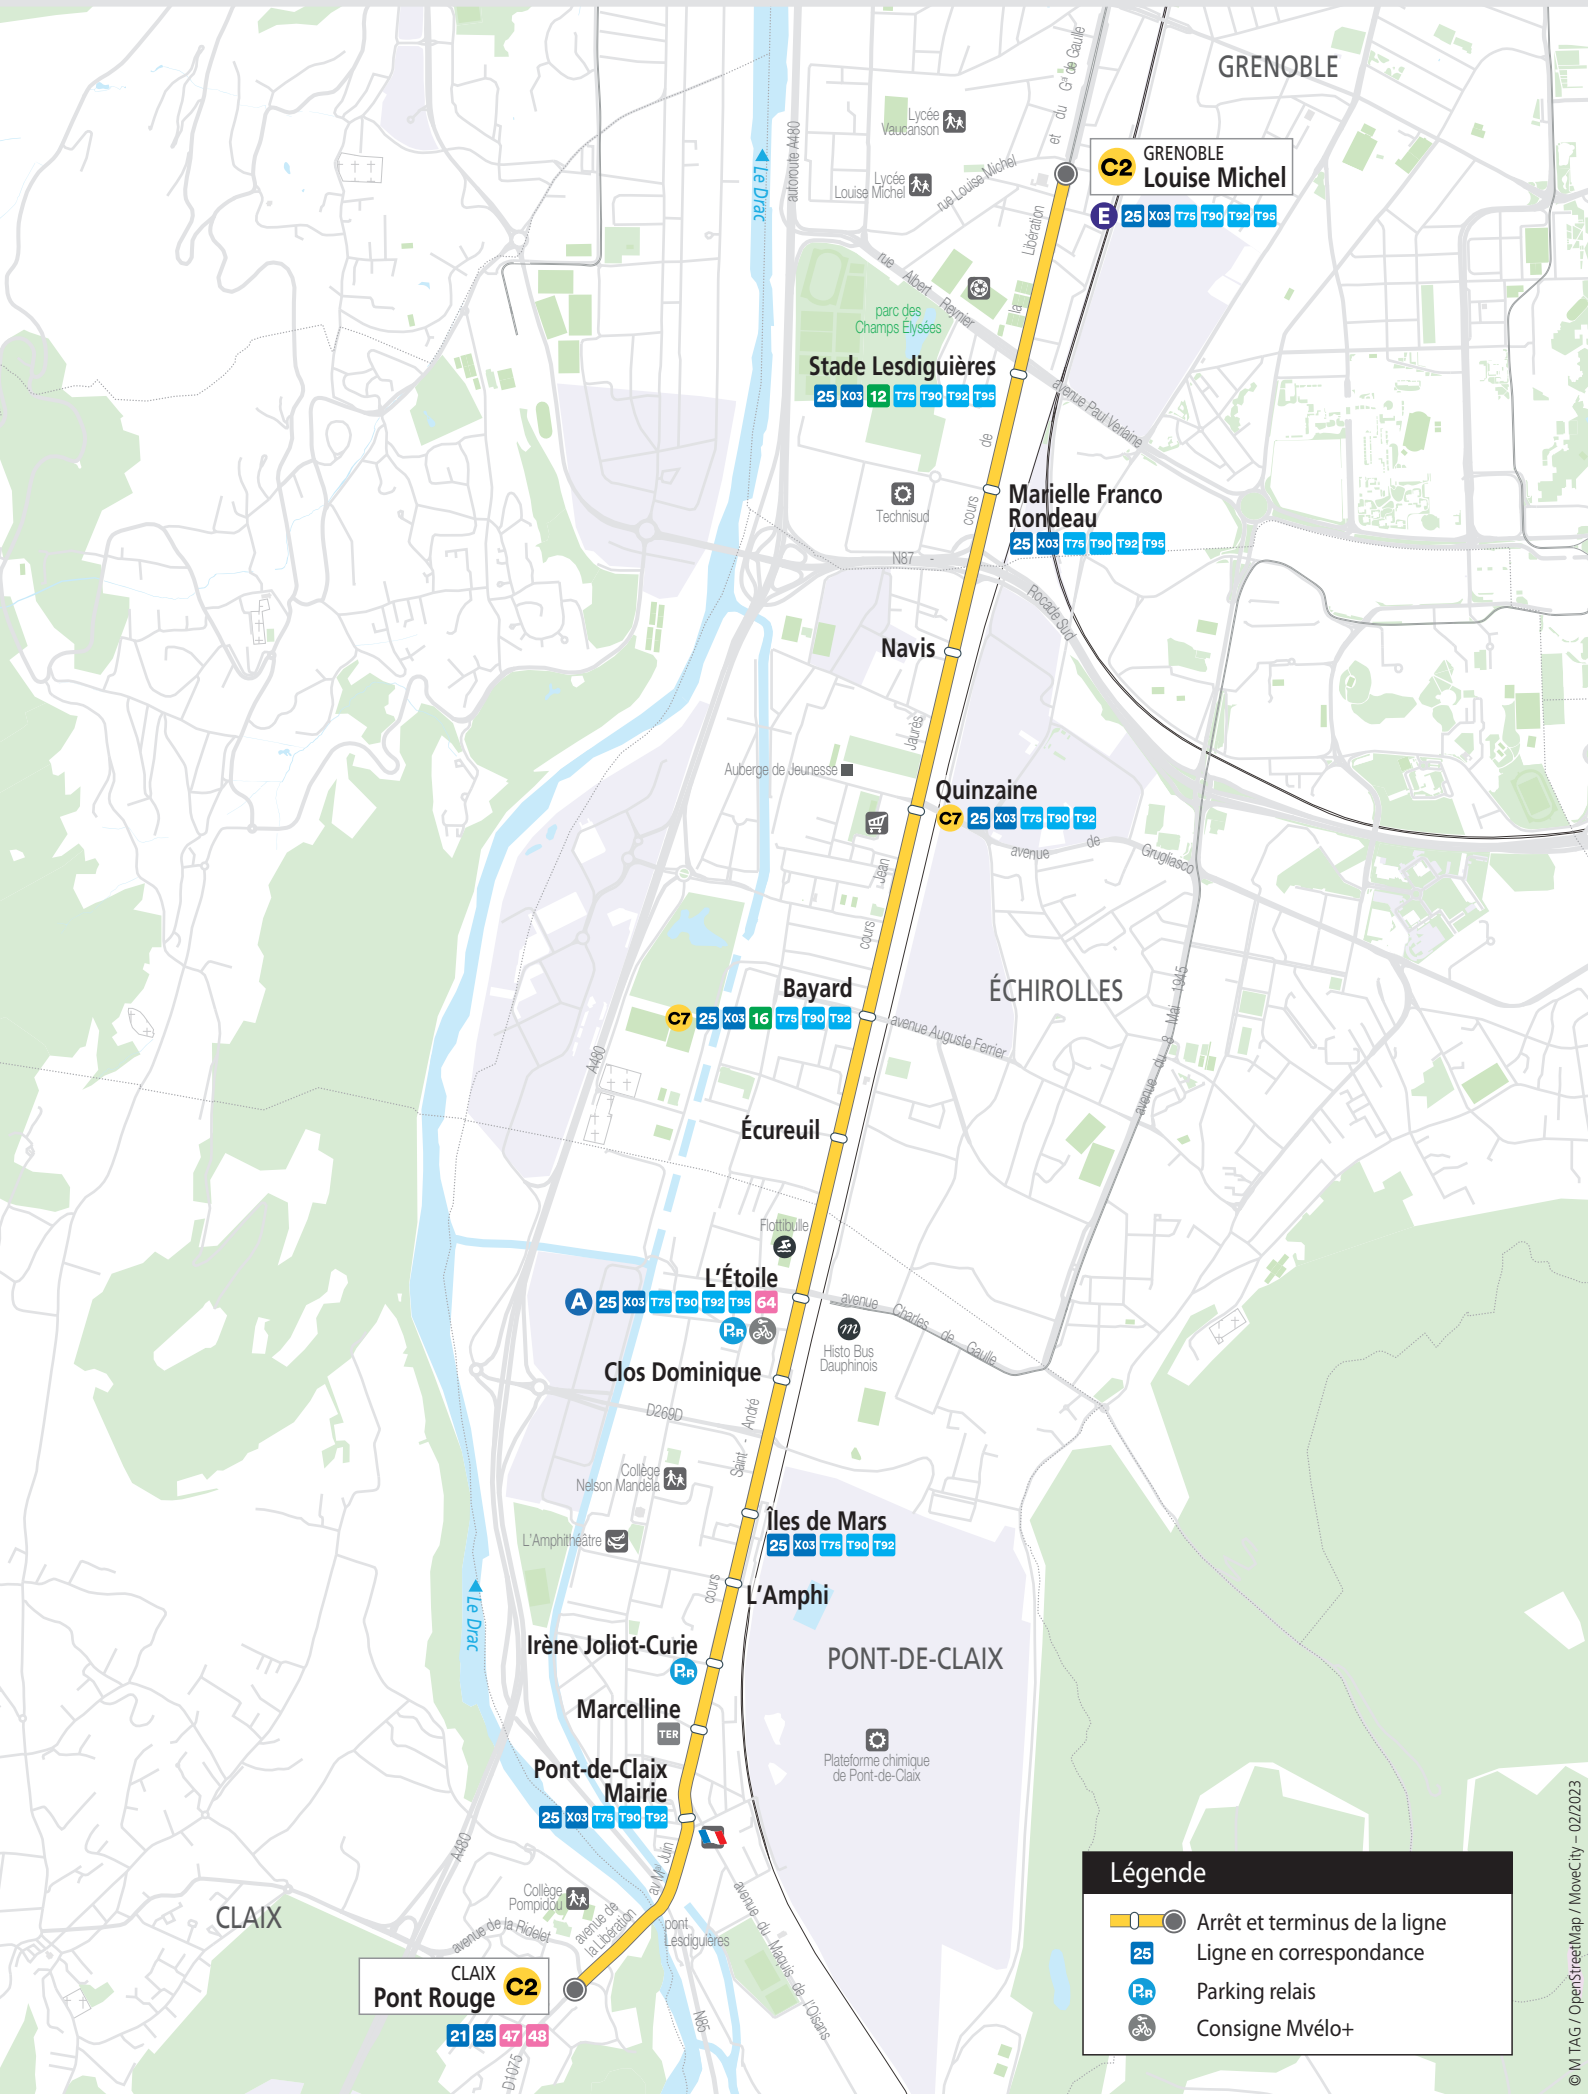 GRENOBLE
et du Gal de Gaulle
Lycée
Vaucanson
autoroute A480
Le Drac
Lycée
Louise Michel
rue Louise Michel
C2
GRENOBLE
Louise Michel
E 25 X03 T75 T90 T92 T95
Libération
la
rue Albert Reynier
parc des
Champs Élysées
Stade Lesdiguières
25 X03 12 T75 T90 T92 T95
avenue Paul Verlaine
de
cours
Technisud
Marielle Franco
Rondeau
25 X03 T75 T90 T92 T95
N87 -
Rocade Sud
Navis
Jaurès
Auberge de Jeunesse
Quinzaine
C7 25 X03 T75 T90 T92
avenue de Grugliasco
Jean
cours
Bayard
C7 25 X03 16 T75 T90 T92
ÉCHIROLLES
avenue Auguste Ferrier
avenue du 8 Mai 1945
A480
Écureuil
Flottibulle
L'Étoile
A 25 X03 T75 T90 T92 T95 64
P+R
avenue Charles de Gaulle
m
Histo Bus
Dauphinois
Clos Dominique
D269D
Saint - André
Collège
Nelson Mandela
Îles de Mars
25 X03 T75 T90 T92
L'Amphithéâtre
cours
L'Amphi
Le Drac
Irène Joliot-Curie
P+R
PONT-DE-CLAIX
Marcelline
TER
Plateforme chimique
de Pont-de-Claix
Pont-de-Claix
Mairie
25 X03 T75 T90 T92
A480
av Mal Juin
Collège
Pompidou
CLAIX
avenue de la Ridelet
avenue de
la Libération
pont
Lesdiguières
avenue du Maquis de l'Oisans
CLAIX
Pont Rouge
C2
21 25 47 48
D1075
N85
Légende
Arrêt et terminus de la ligne
25 Ligne en correspondance
P+R Parking relais
Consigne Mvélo+
© M TAG / OpenStreetMap / MoveCity – 02/2023